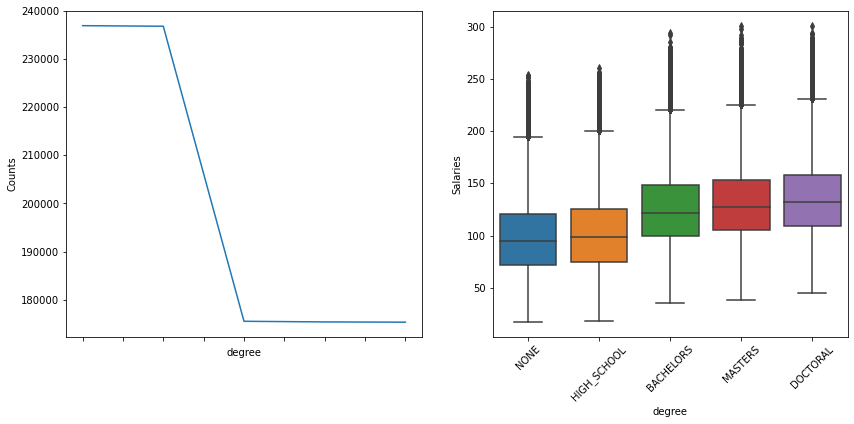 240000
230000
220000
210000
200000
190000
180000
Counts
degree
300
250
200
150
100
50
Salaries
NONE
HIGH_SCHOOL
BACHELORS
MASTERS
DOCTORAL
degree